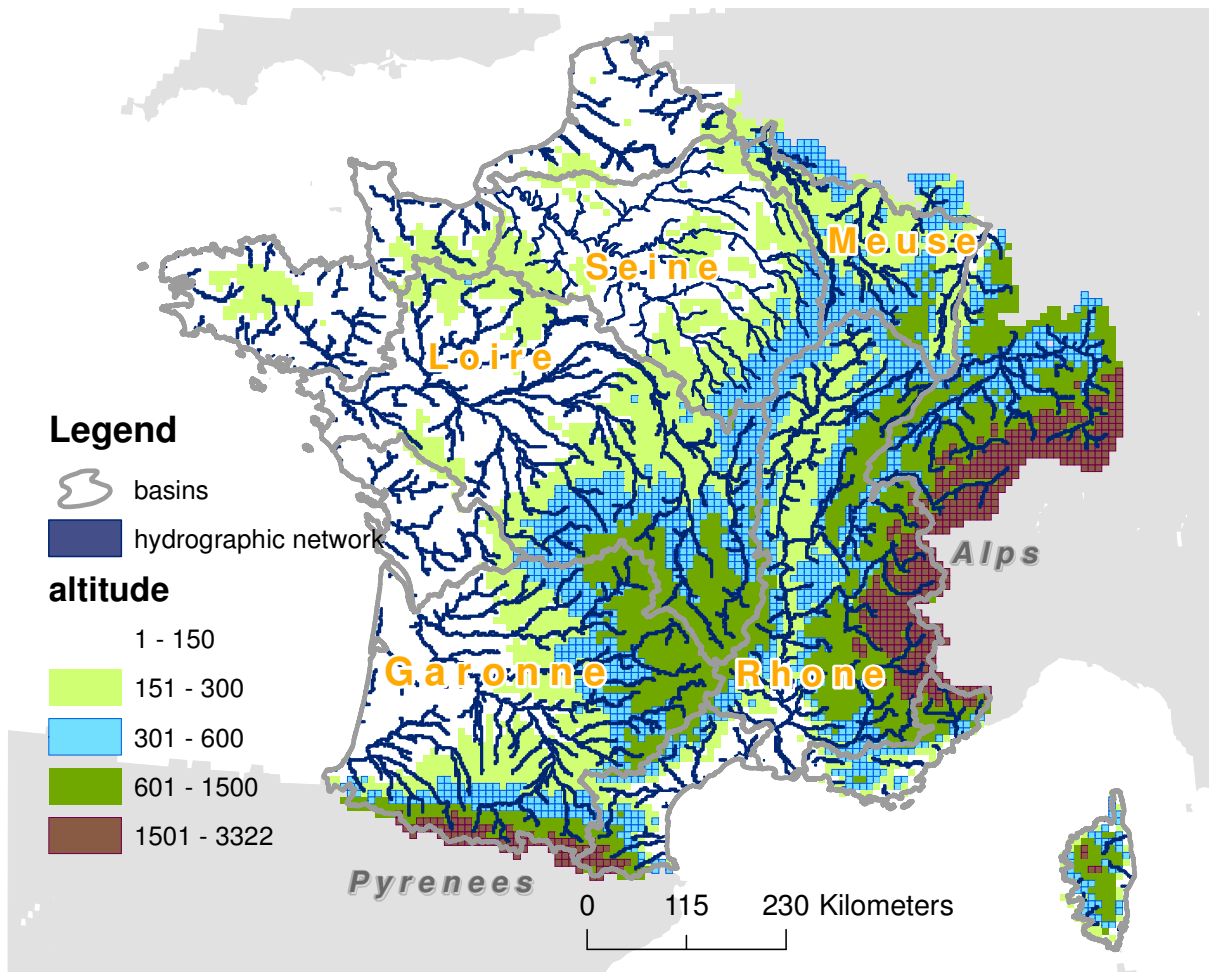 Meuse
Seine
Loire
Legend
basins
hydrographic network
Alps
altitude
1 - 150
151 - 300
Garonne
Rhone
301 - 600
601 - 1500
1501 - 3322
Pyrenees
0 115 230 Kilometers